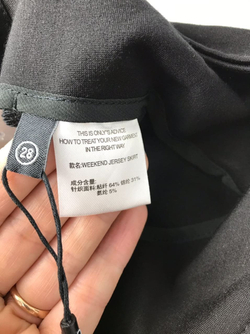 28
THIS IS ONLY'S ADVICE
HOW TO TREAT YOUR NEW GARMENT
IN THE RIGHT WAY
款名:WEEKEND JERSEY SKIRT
成分含量:
针织面料:粘纤 64% 锦纶 31%
氨纶 5%